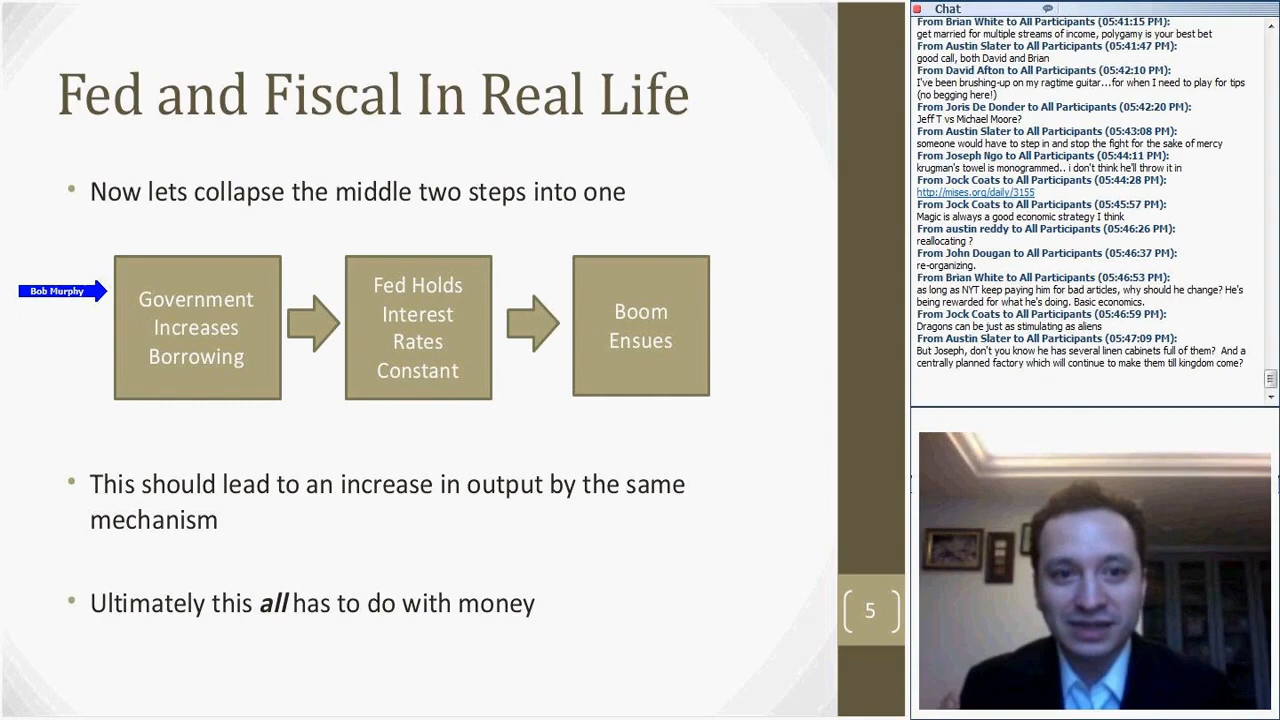 Fed and Fiscal In Real Life
Now lets collapse the middle two steps into one
Bob Murphy
Government
Increases
Borrowing
Fed Holds
Interest
Rates
Constant
Boom
Ensues
This should lead to an increase in output by the same
mechanism
Ultimately this all has to do with money
5
Chat
From Brian White to All Participants (05:41:15 PM):
get married for multiple streams of income, polygamy is your best bet
From Austin Slater to All Participants (05:41:47 PM):
good call, both David and Brian
From David Afton to All Participants (05:42:10 PM):
I've been brushing-up on my ragtime guitar...for when I need to play for tips
(no begging here!)
From Joris De Donder to All Participants (05:42:20 PM):
Jeff T vs Michael Moore?
From Austin Slater to All Participants (05:43:08 PM):
someone would have to step in and stop the fight for the sake of mercy
From Joseph Ngo to All Participants (05:44:11 PM):
krugman's towel is monogrammed.. i don't think he'll throw it in
From Jock Coats to All Participants (05:44:28 PM):
http://mises.org/daily/3155
From Jock Coats to All Participants (05:45:57 PM):
Magic is always a good economic strategy I think
From austin reddy to All Participants (05:46:26 PM):
reallocating ?
From John Dougan to All Participants (05:46:37 PM):
re-organizing.
From Brian White to All Participants (05:46:53 PM):
as long as NYT keep paying him for bad articles, why should he change? He's
being rewarded for what he's doing. Basic economics.
From Jock Coats to All Participants (05:46:59 PM):
Dragons can be just as stimulating as aliens
From Austin Slater to All Participants (05:47:09 PM):
But Joseph, don't you know he has several linen cabinets full of them?  And a
centrally planned factory which will continue to make them till kingdom come?